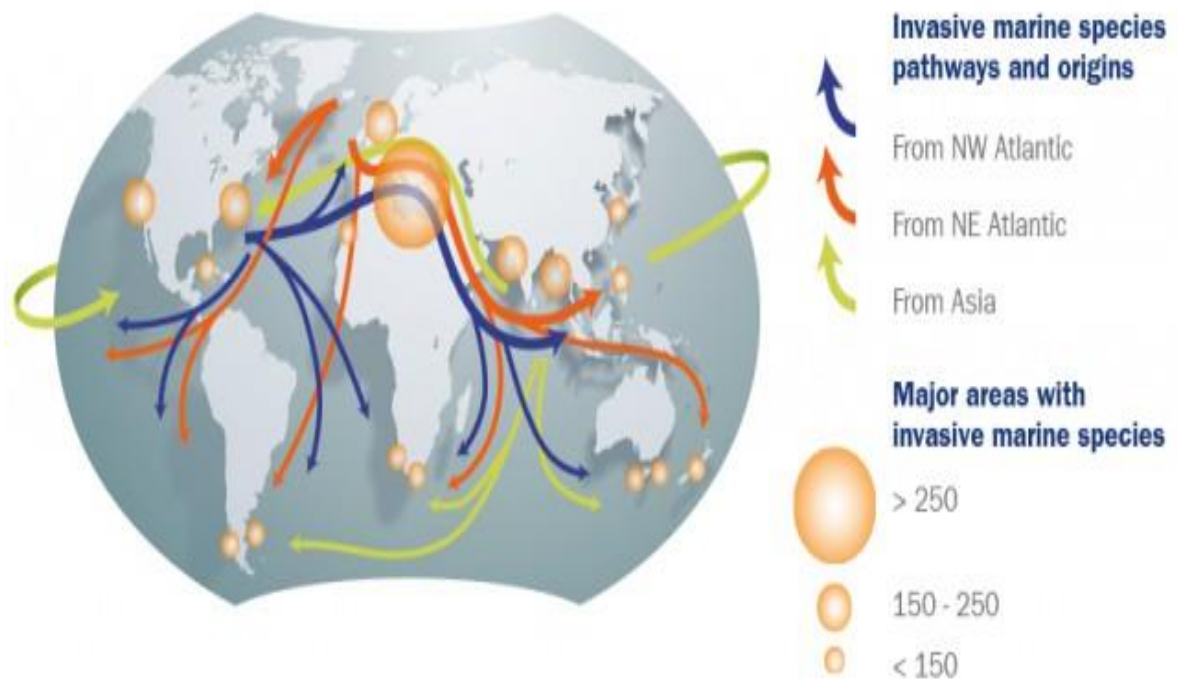 Invasive marine species
pathways and origins
From NW Atlantic
From NE Atlantic
From Asia
Major areas with
invasive marine species
> 250
150 - 250
< 150